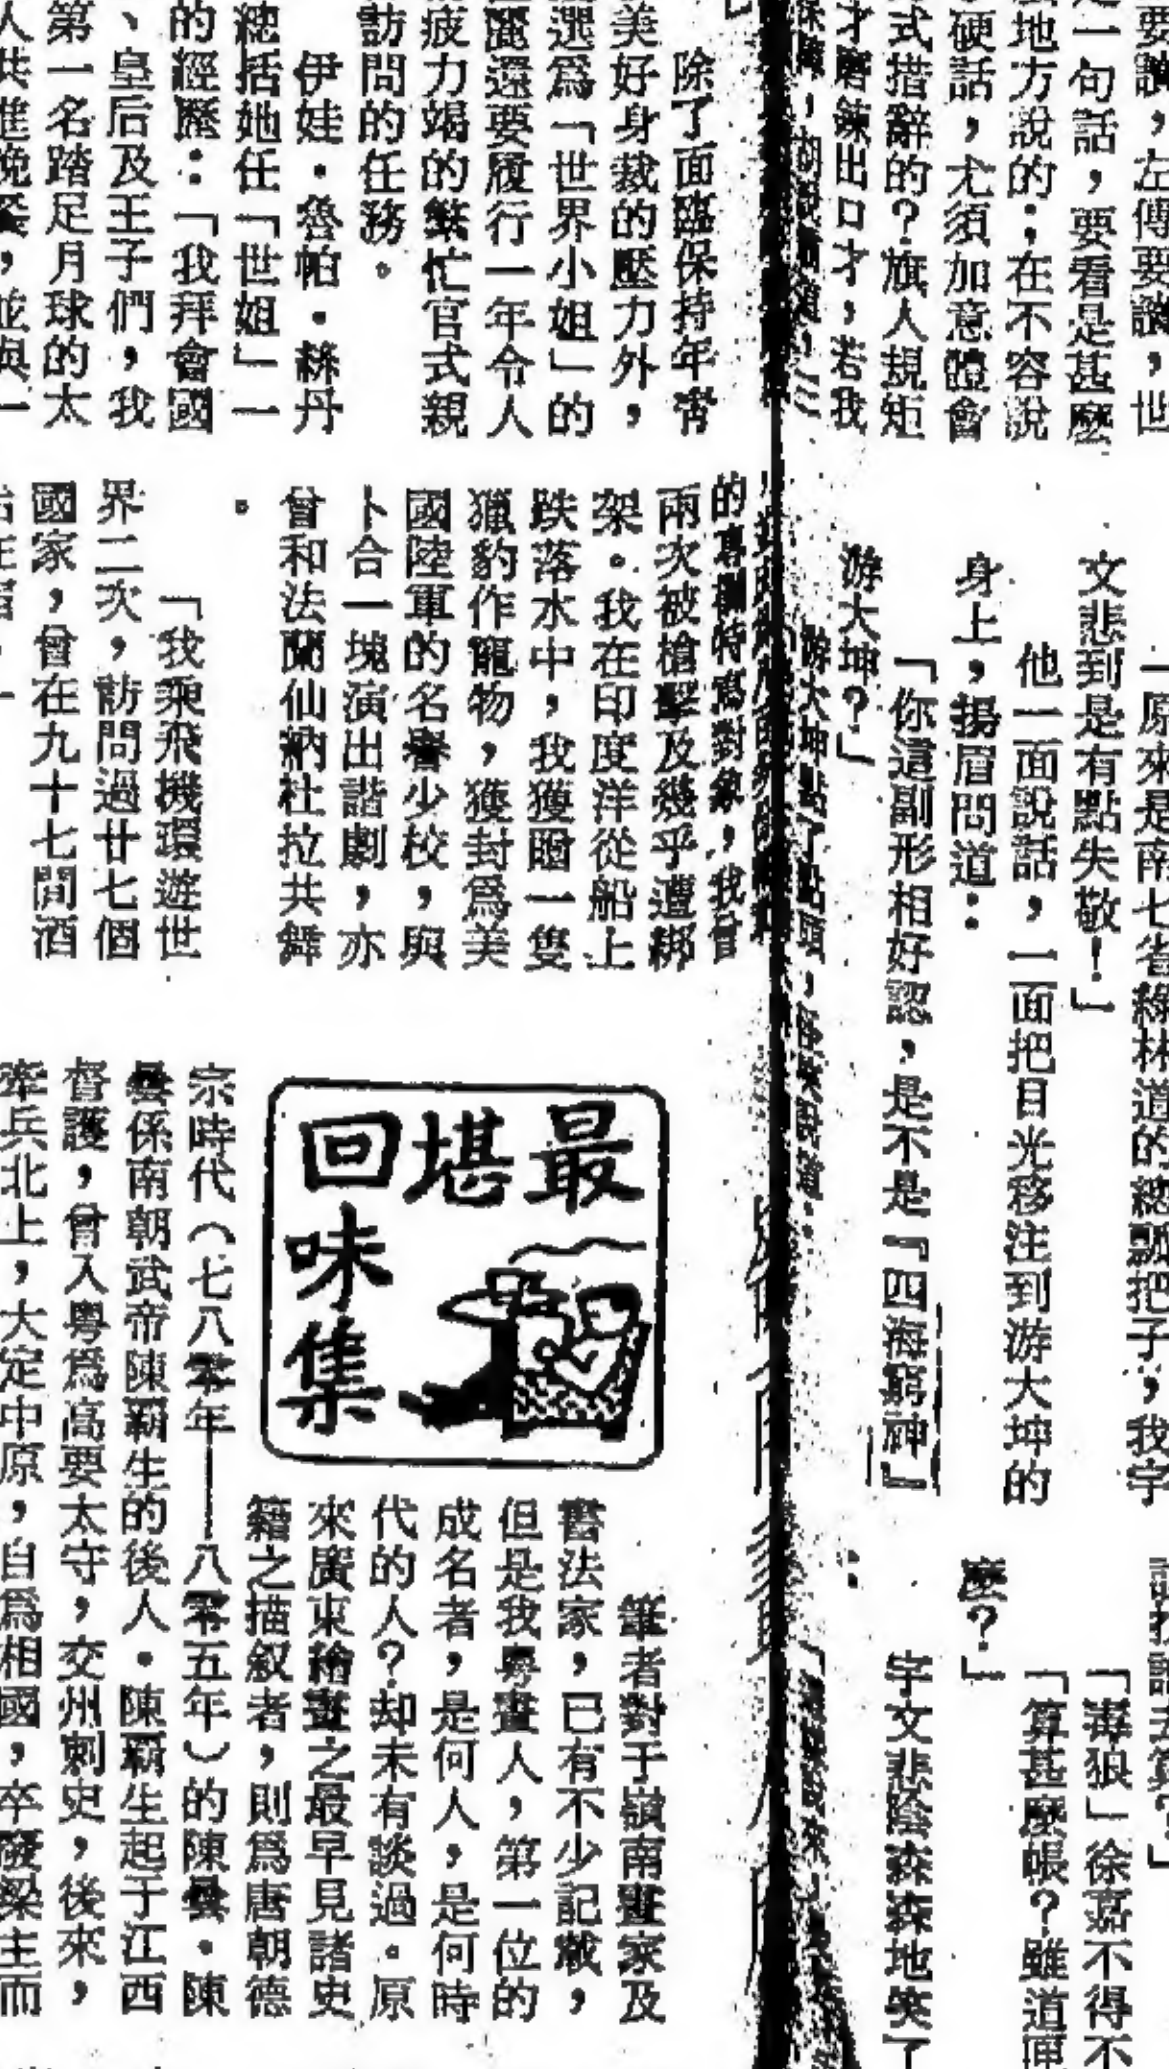 要讀，左傳要讀，世
一句話，要看是甚麼
地方說的；在不容說
硬話，尤須加意體會
式措辭的？旗人規矩
才磨鍊出口才，若我
「原來是南七省綠林道的總瓢把子，我宇
文悲到是有點失敬！」
他一面說話，一面把目光移注到游大坤的
身上，揚眉問道：
「你這副形相好認，是不是『四海窮神』
游大坤？」
游大坤點了點頭，
「毒狼」徐嘉不得不
「算甚麼帳？雖道
麼？」
宇文悲陰森森地笑了
除了面臨保持年青
美好身裁的壓力外，
選爲「世界小姐」的
麗還要履行一年令人
疲力竭的繁忙官式親
訪問的任務。
伊娃・魯帕・絲丹
總括她任「世姐」一
的經歷：「我拜會國
、皇后及王子們，我
第一名踏足月球的太
人共進晚餐，並與一
的專欄特寫對象，我曾
兩次被槍擊及幾乎遭綁
架。我在印度洋從船上
跌落水中，我獲贈一隻
獵豹作寵物，獲封爲美
國陸軍的名譽少校，與
卜合一塊演出諧劇，亦
曾和法蘭仙納杜拉共舞
。
「我乘飛機環遊世
界二次，訪問過廿七個
國家，曾在九十七間酒
最堪回味集
筆者對于嶺南畫家及
書法家，已有不少記載，
但是我粵畫人，第一位的
成名者，是何人，是何時
代的人？却未有談過。原
來廣東繪畫之最早見諸史
籍之描叙者，則爲唐朝德
宗時代（七八零年——八零五年）的陳曇。陳
曇係南朝武帝陳霸生的後人。陳霸生起于江西
督護，曾入粵爲高要太守，交州刺史，後來，
率兵北上，大定中原，自爲相國，卒廢梁主而